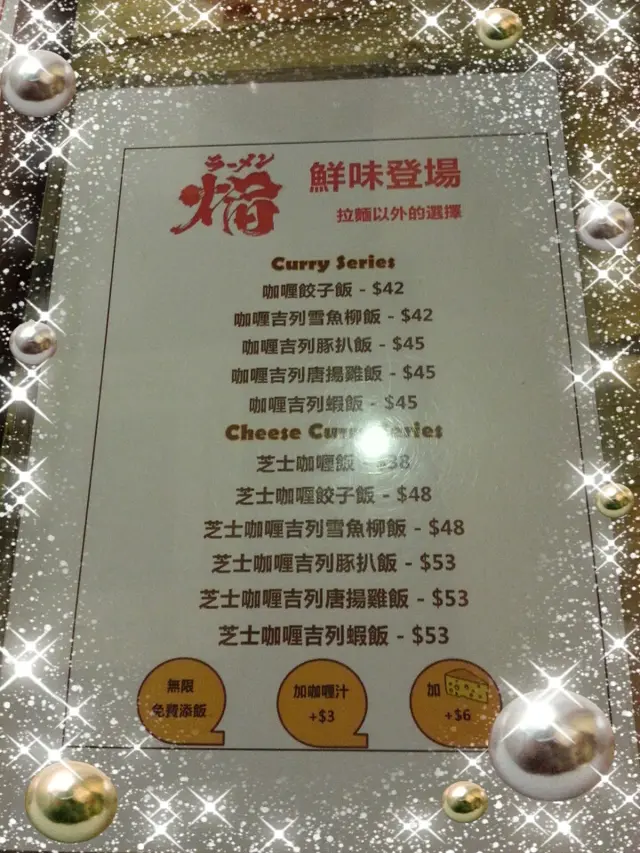 ラーメン
焰
鮮味登場
拉麵以外的選擇
Curry Series
咖喱餃子飯 - $42
咖喱吉列雪魚柳飯 - $42
咖喱吉列豚扒飯 - $45
咖喱吉列唐揚雞飯 - $45
咖喱吉列蝦飯 - $45
Cheese Curry Series
芝士咖喱飯 - $38
芝士咖喱餃子飯 - $48
芝士咖喱吉列雪魚柳飯 - $48
芝士咖喱吉列豚扒飯 - $53
芝士咖喱吉列唐揚雞飯 - $53
芝士咖喱吉列蝦飯 - $53
無限
免費添飯
加咖喱汁
+$3
加
+$6